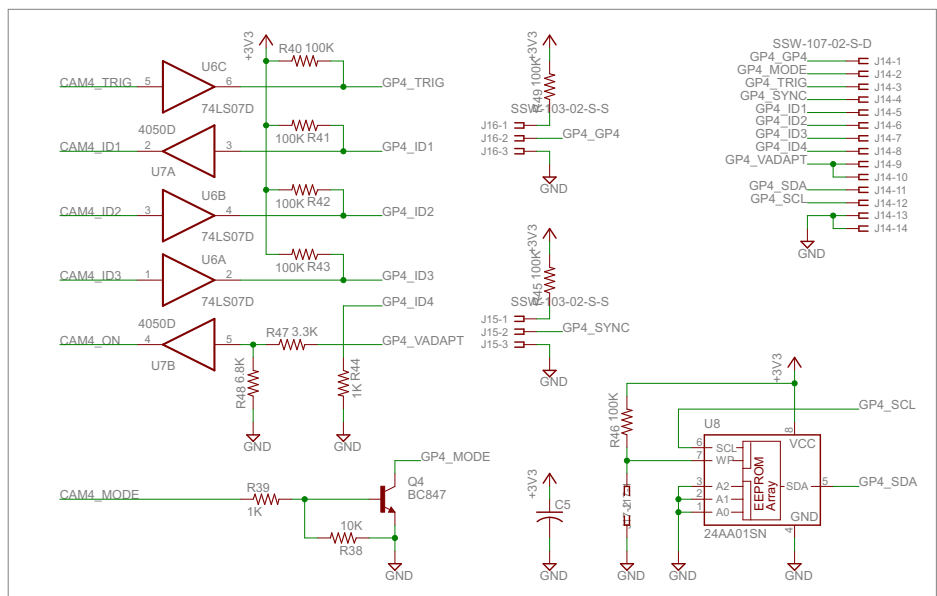 +3V3
R40 100K
U6C
CAM4_TRIG 5 6 GP4_TRIG
74LS07D
4050D
100K R41
CAM4_ID1 2 3 GP4_ID1
U7A
U6B
100K
R42
CAM4_ID2 3 4 GP4_ID2
74LS07D
U6A
100K R43
CAM4_ID3 1 2 GP4_ID3
74LS07D
GP4_ID4
4050D
R47 3.3K
CAM4_ON 4 5 GP4_VADAPT
U7B
R48 6.8K
1K R44
GND
GND
GP4_MODE
R39
CAM4_MODE
1K
Q4
BC847
10K
R38
GND
+3V3
R49 100K
SSW-103-02-S-S
J16-1
J16-2 GP4_GP4
J16-3
GND
+3V3
R45 100K
SSW-103-02-S-S
J15-1
J15-2 GP4_SYNC
J15-3
GND
+3V3
C5
GND
SSW-107-02-S-D
GP4_GP4 J14-1
GP4_MODE J14-2
GP4_TRIG J14-3
GP4_SYNC J14-4
GP4_ID1 J14-5
GP4_ID2 J14-6
GP4_ID3 J14-7
GP4_ID4 J14-8
GP4_VADAPT J14-9
J14-10
GP4_SDA J14-11
GP4_SCL J14-12
J14-13
J14-14
GND
+3V3
R46 100K
GP4_SCL
U8
8
VCC
6 SCL
7 WP
3 A2
2 A1
1 A0
EEPROM
Array
SDA 5 GP4_SDA
GND
4
24AA01SN
GND
GND
GND